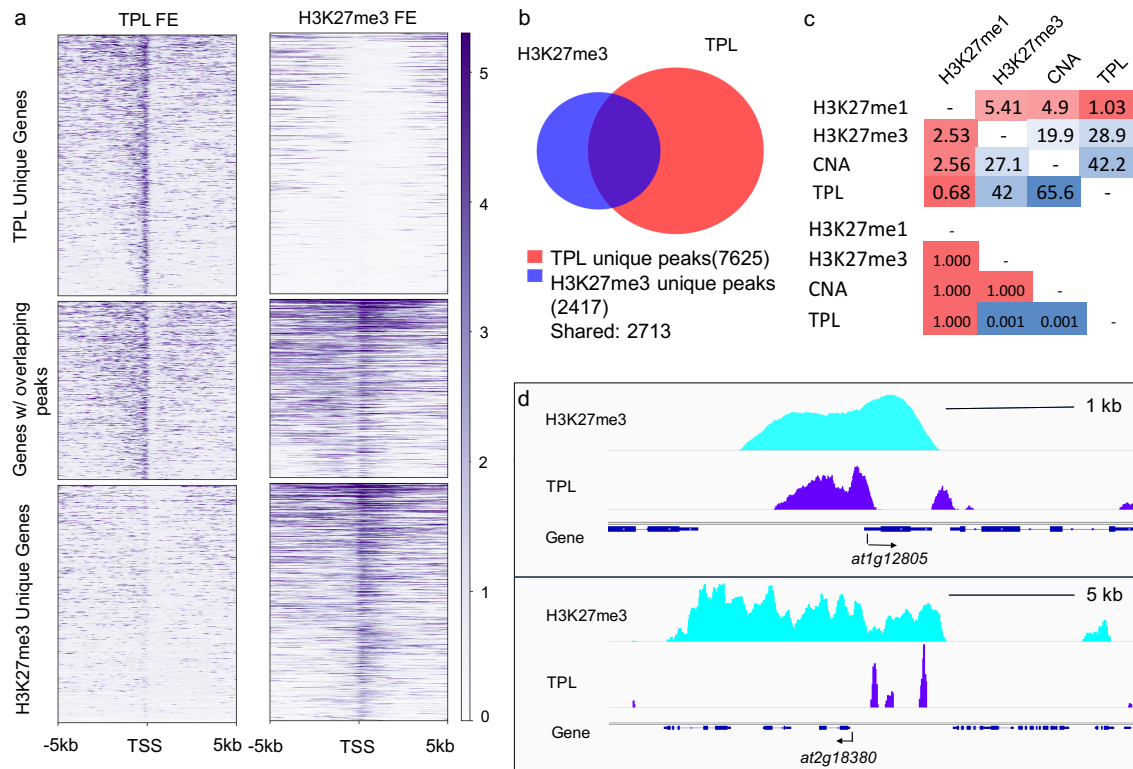 a
TPL FE
H3K27me3 FE
TPL Unique Genes
Genes w/ overlapping
peaks
H3K27me3 Unique Genes
-5kb
TSS
5kb
-5kb
TSS
5kb
5
4
3
2
1
0
b
H3K27me3
TPL
TPL unique peaks(7625)
H3K27me3 unique peaks
(2417)
Shared: 2713
c
H3K27me1 H3K27me3 CNA TPL
H3K27me1 - 5.41 4.9 1.03
H3K27me3 2.53 - 19.9 28.9
CNA 2.56 27.1 - 42.2
TPL 0.68 42 65.6 -
H3K27me1 -
H3K27me3 1.000 -
CNA 1.000 1.000 -
TPL 1.000 0.001 0.001 -
d
H3K27me3
1 kb
TPL
Gene
at1g12805
H3K27me3
5 kb
TPL
Gene
at2g18380